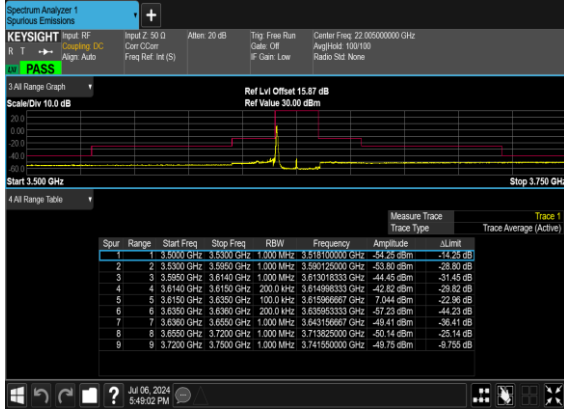 Spectrum Analyzer 1
Spurious Emissions
KEYSIGHT
R T
LXI
PASS
Input: RF
Coupling: DC
Align: Auto
Input Z: 50 Ω
Corr CCorr
Freq Ref: Int (S)
Atten: 20 dB
Trig: Free Run
Gate: Off
IF Gain: Low
Center Freq: 22.005000000 GHz
Avg|Hold: 100/100
Radio Std: None
3 All Range Graph
Scale/Div 10.0 dB
Ref Lvl Offset 15.87 dB
Ref Value 30.00 dBm
20.0
0.00
-20.0
-40.0
-60.0
Start 3.500 GHz
Stop 3.750 GHz
4 All Range Table
Measure Trace Trace 1
Trace Type Trace Average (Active)
Spur Range Start Freq Stop Freq RBW Frequency Amplitude ΔLimit
1 1 3.5000 GHz 3.5300 GHz 1.000 MHz 3.518100000 GHz -54.25 dBm -14.25 dB
2 2 3.5300 GHz 3.5950 GHz 1.000 MHz 3.590125000 GHz -53.80 dBm -28.80 dB
3 3 3.5950 GHz 3.6140 GHz 1.000 MHz 3.613018333 GHz -44.45 dBm -31.45 dB
4 4 3.6140 GHz 3.6150 GHz 200.0 kHz 3.614998333 GHz -42.82 dBm -29.82 dB
5 5 3.6150 GHz 3.6350 GHz 100.0 kHz 3.615966667 GHz 7.044 dBm -22.96 dB
6 6 3.6350 GHz 3.6360 GHz 200.0 kHz 3.635953333 GHz -57.23 dBm -44.23 dB
7 7 3.6360 GHz 3.6550 GHz 1.000 MHz 3.643156667 GHz -49.41 dBm -36.41 dB
8 8 3.6550 GHz 3.7200 GHz 1.000 MHz 3.713825000 GHz -50.14 dBm -25.14 dB
9 9 3.7200 GHz 3.7500 GHz 1.000 MHz 3.741550000 GHz -49.75 dBm -9.755 dB
Jul 06, 2024
5:49:02 PM